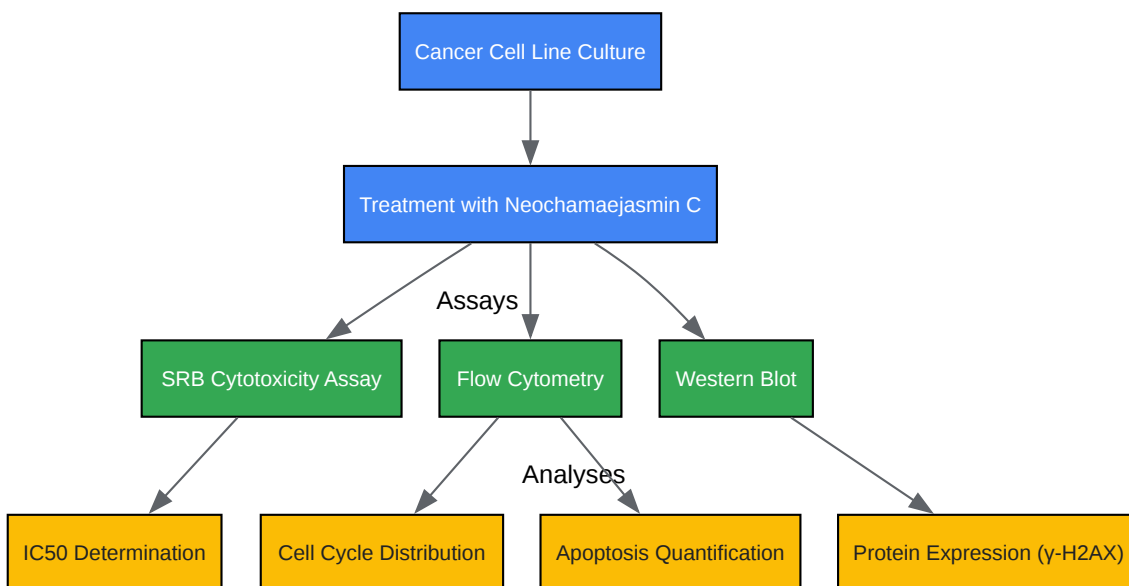 Cancer Cell Line Culture
Treatment with Neochamaejasmin C
Assays
SRB Cytotoxicity Assay
Flow Cytometry
Western Blot
Analyses
IC50 Determination
Cell Cycle Distribution
Apoptosis Quantification
Protein Expression (γ-H2AX)